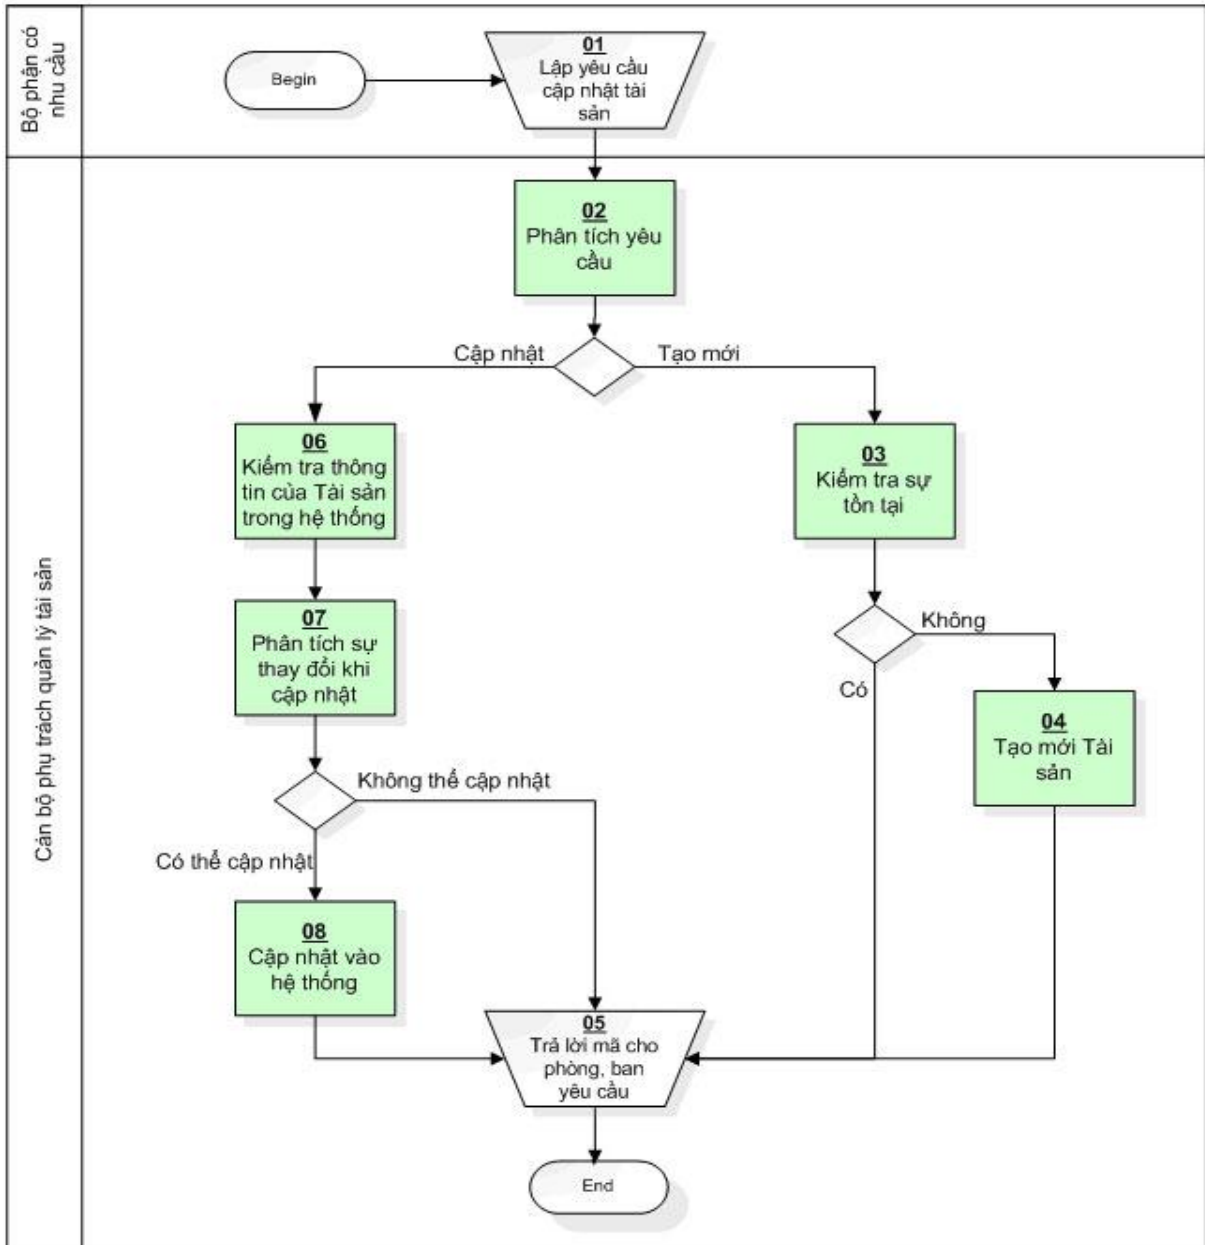 Bộ phận có
nhu cầu
Begin
01
Lập yêu cầu
cập nhật tài
sản
Cán bộ phụ trách quản lý tài sản
02
Phân tích yêu
cầu
Cập nhật
Tạo mới
06
Kiểm tra thông
tin của Tài sản
trong hệ thống
03
Kiểm tra sự
tồn tại
07
Phân tích sự
thay đổi khi
cập nhật
Không
Có
04
Tạo mới Tài
sản
Không thể cập nhật
Có thể cập nhật
08
Cập nhật vào
hệ thống
05
Trả lời mã cho
phòng, ban
yêu cầu
End